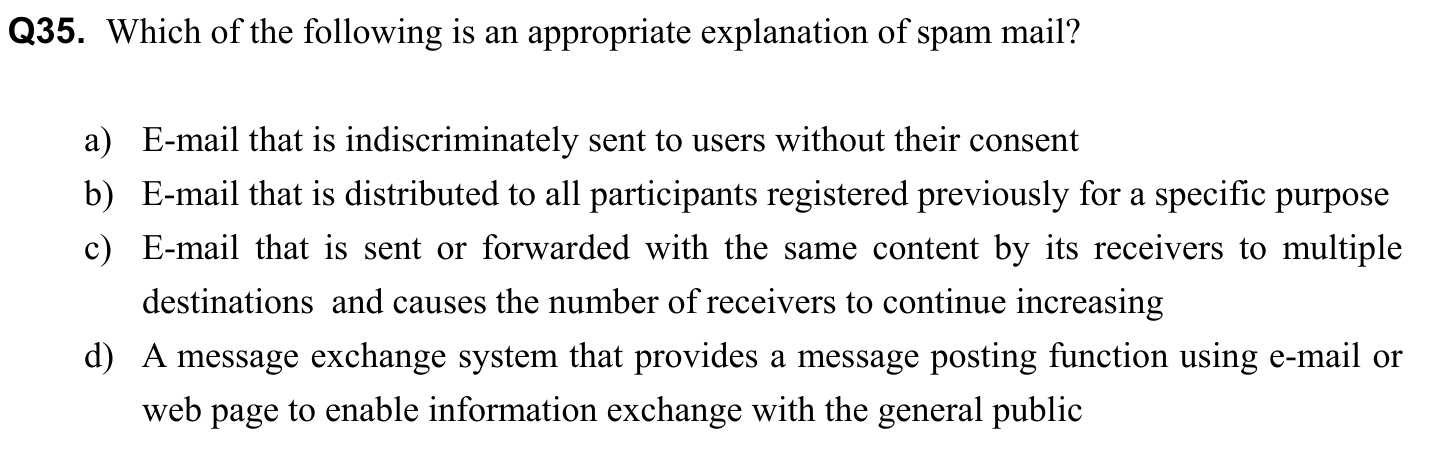 Q35. Which of the following is an appropriate explanation of spam mail?
a) E-mail that is indiscriminately sent to users without their consent
b) E-mail that is distributed to all participants registered previously for a specific purpose
c) E-mail that is sent or forwarded with the same content by its receivers to multiple
destinations and causes the number of receivers to continue increasing
d) A message exchange system that provides a message posting function using e-mail or
web page to enable information exchange with the general public